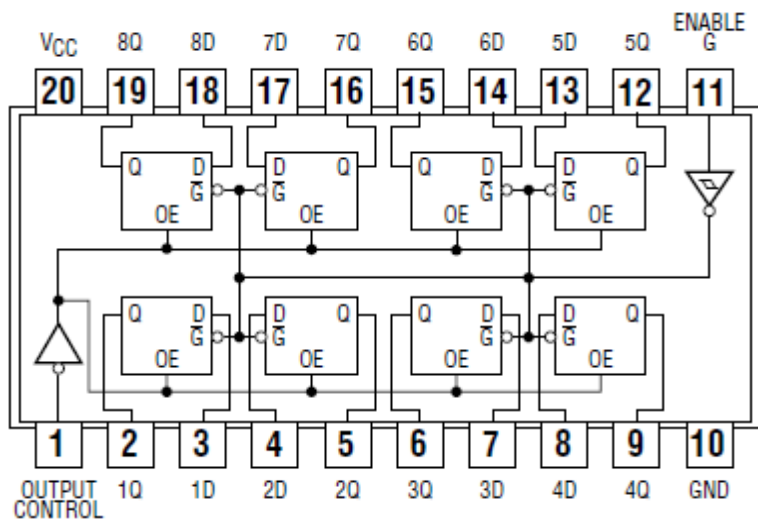 VCC 8Q 8D 7D 7Q 6Q 6D 5D 5Q ENABLE G
20 19 18 17 16 15 14 13 12 11
Q D D Q Q D D Q
G G G G
OE OE OE OE
Q D D Q Q D D Q
G G G G
OE OE OE OE
1 2 3 4 5 6 7 8 9 10
OUTPUT CONTROL 1Q 1D 2D 2Q 3Q 3D 4D 4Q GND